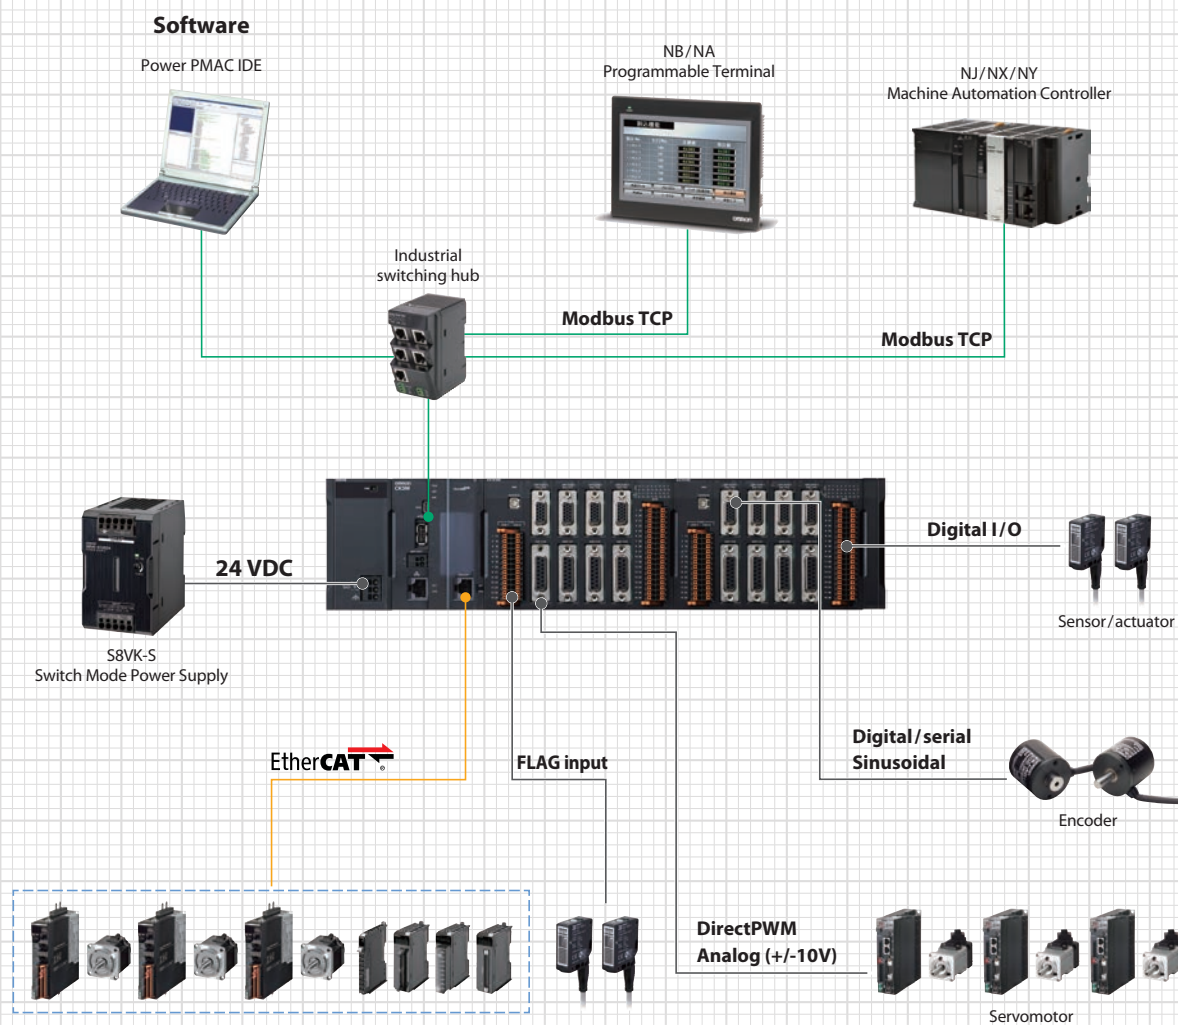 Software
Power PMAC IDE
NB/NA
Programmable Terminal
NJ/NX/NY
Machine Automation Controller
OMRON
Industrial
switching hub
Modbus TCP
Modbus TCP
24 VDC
Digital I/O
Sensor/actuator
S8VK-S
Switch Mode Power Supply
EtherCAT®
FLAG input
Digital/serial
Sinusoidal
Encoder
DirectPWM
Analog (+/-10V)
Servomotor